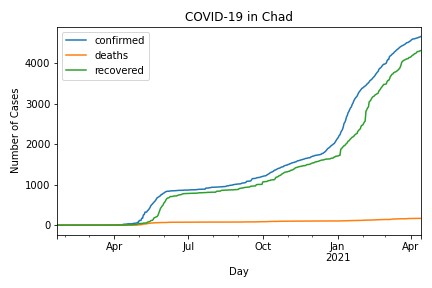 COVID-19 in Chad
confirmed
deaths
recovered
Number of Cases
4000
3000
2000
1000
0
Apr
Jul
Oct
Jan
2021
Apr
Day